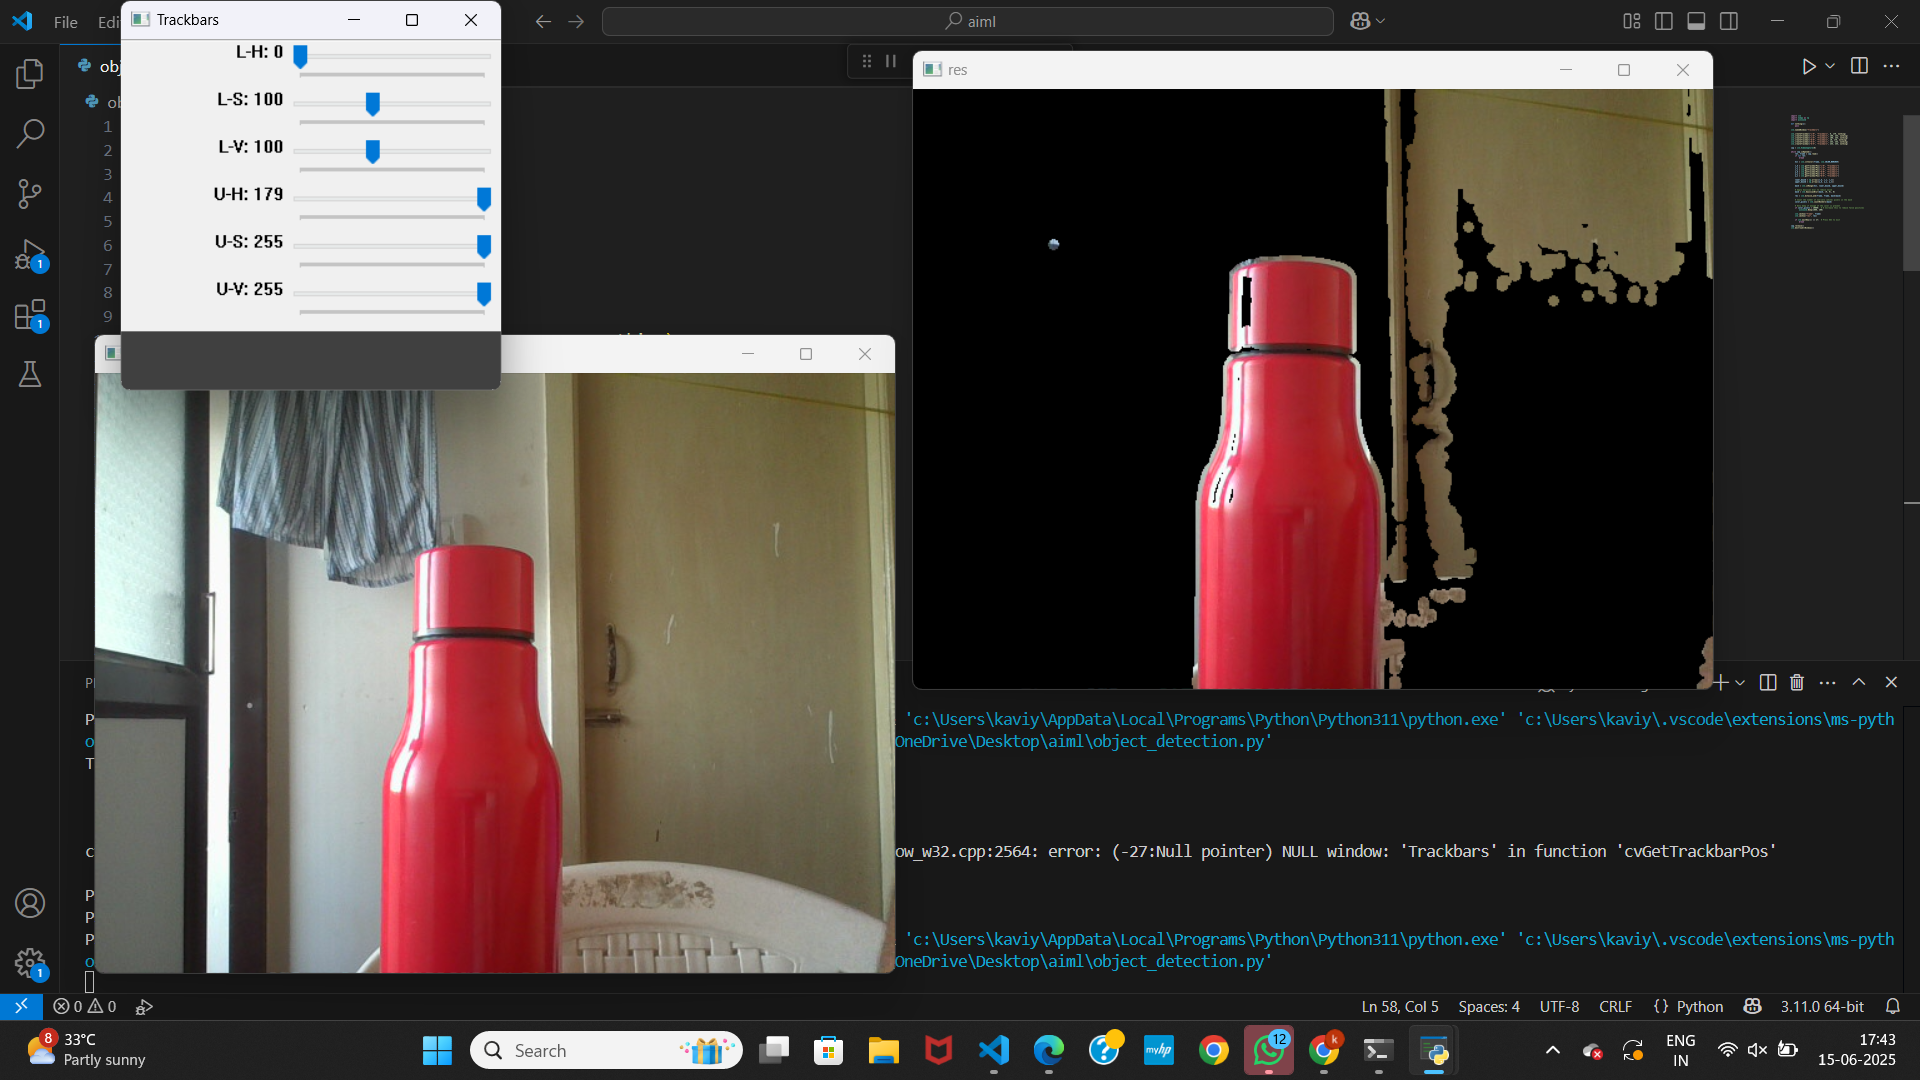 File
Trackbars
aiml
L-H: 0
L-S: 100
L-V: 100
U-H: 179
U-S: 255
U-V: 255
res
1
2
3
4
5
6
7
8
9
1
1
1
'c:\Users\kaviy\AppData\Local\Programs\Python\Python311\python.exe' 'c:\Users\kaviy\.vscode\extensions\ms-pyth
OneDrive\Desktop\aiml\object_detection.py'
ow_w32.cpp:2564: error: (-27:Null pointer) NULL window: 'Trackbars' in function 'cvGetTrackbarPos'
'c:\Users\kaviy\AppData\Local\Programs\Python\Python311\python.exe' 'c:\Users\kaviy\.vscode\extensions\ms-pyth
OneDrive\Desktop\aiml\object_detection.py'
0 0 Ln 58, Col 5 Spaces: 4 UTF-8 CRLF {} Python 3.11.0 64-bit
8 33°C
Partly sunny
Search
myhp
12
k
ENG
IN
17:43
15-06-2025